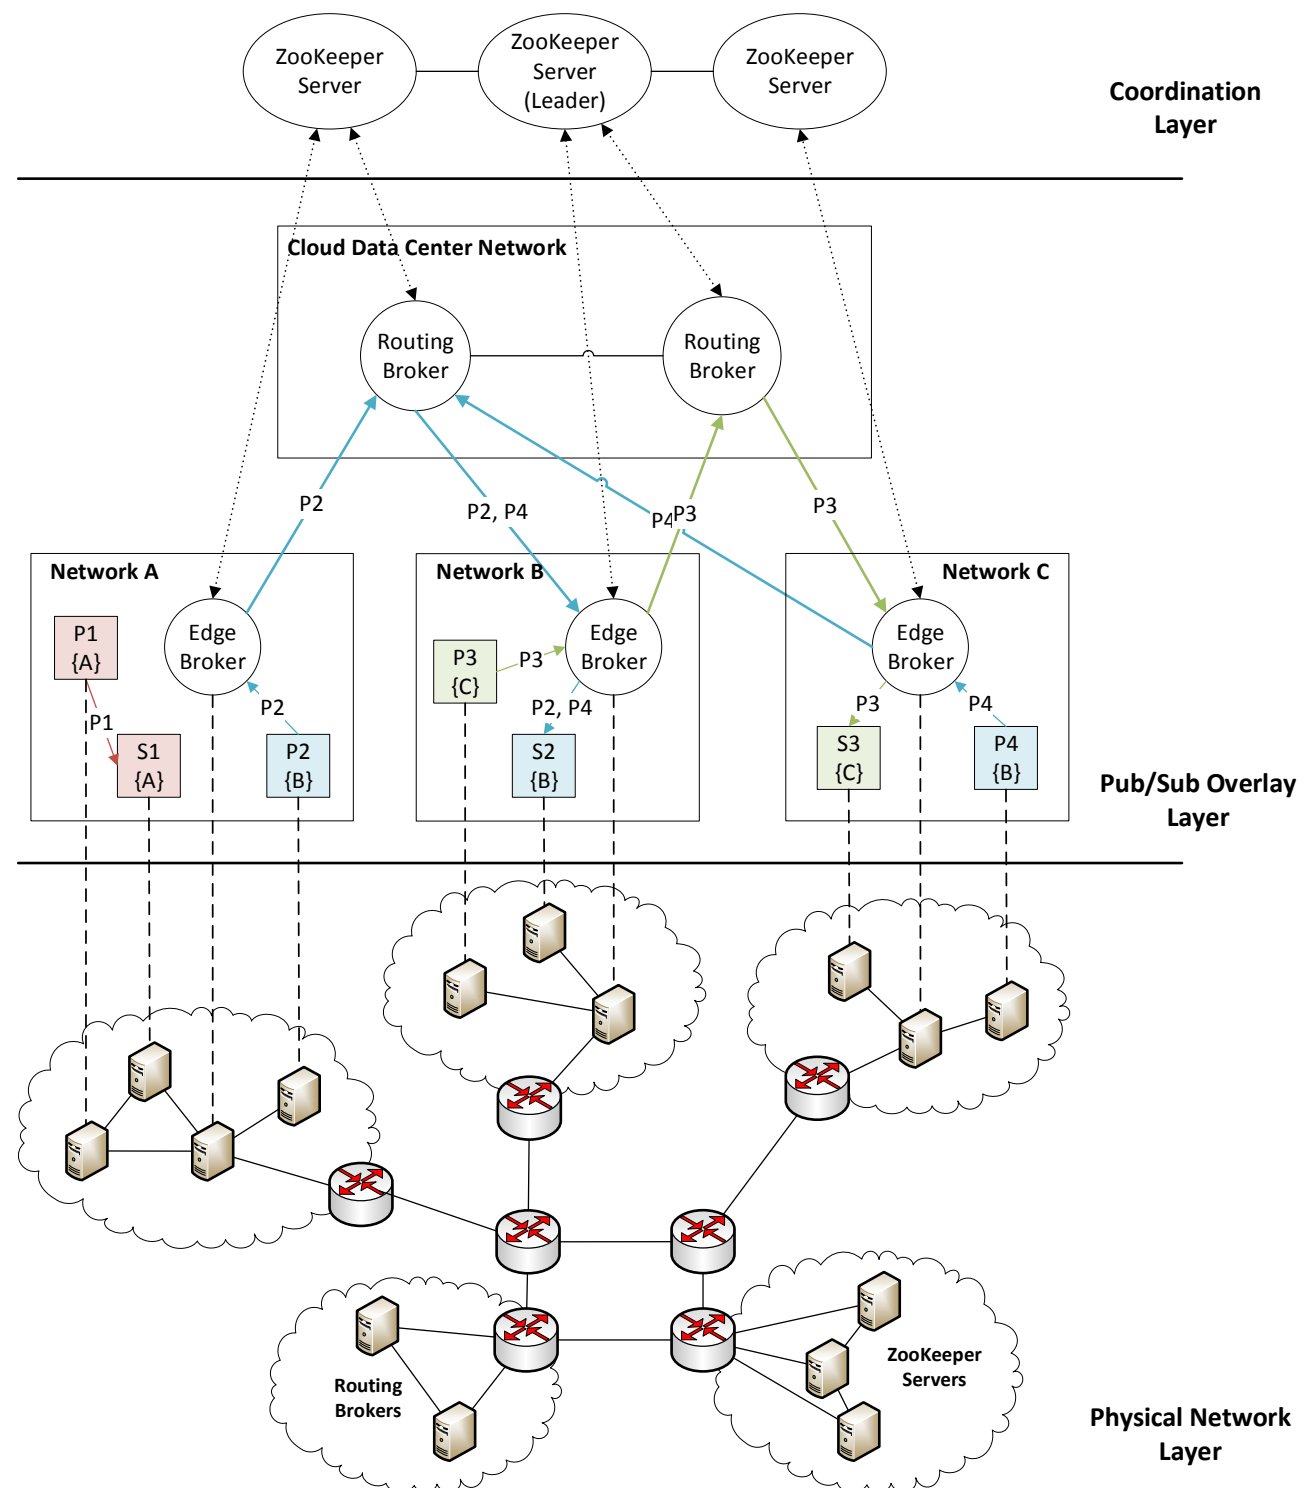 ZooKeeper
Server
ZooKeeper
Server
(Leader)
ZooKeeper
Server
Coordination
Layer
Cloud Data Center Network
Routing
Broker
Routing
Broker
P2
P2, P4
P4
P3
P3
Network A
P1
{A}
Edge
Broker
P1
P2
S1
{A}
P2
{B}
Network B
P3
{C}
P3
Edge
Broker
P2, P4
S2
{B}
Network C
Edge
Broker
P3
P4
S3
{C}
P4
{B}
Pub/Sub Overlay
Layer
Routing
Brokers
ZooKeeper
Servers
Physical Network
Layer